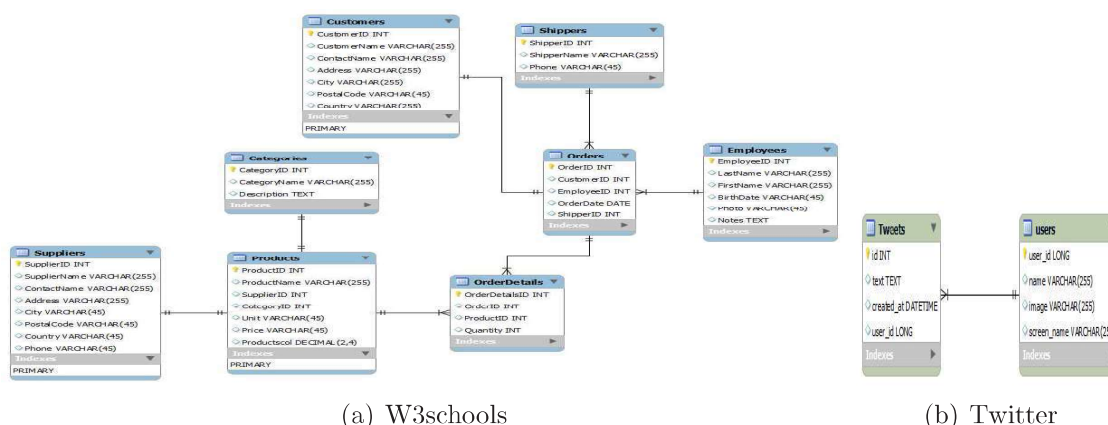 Customers
CustomerID INT
CustomerName VARCHAR(255)
ContactName VARCHAR(255)
Address VARCHAR(255)
City VARCHAR(255)
PostalCode VARCHAR(45)
Country VARCHAR(255)
Indexes
PRIMARY
Shippers
ShipperID INT
ShipperName VARCHAR(255)
Phone VARCHAR(45)
Indexes
Categories
CategoryID INT
CategoryName VARCHAR(255)
Description TEXT
Indexes
Orders
OrderID INT
CustomerID INT
EmployeeID INT
OrderDate DATE
ShipperID INT
Indexes
Employees
EmployeeID INT
LastName VARCHAR(255)
FirstName VARCHAR(255)
BirthDate VARCHAR(45)
Photo VARCHAR(45)
Notes TEXT
Indexes
Suppliers
SupplierID INT
SupplierName VARCHAR(255)
ContactName VARCHAR(255)
Address VARCHAR(255)
City VARCHAR(45)
PostalCode VARCHAR(45)
Country VARCHAR(45)
Phone VARCHAR(45)
Indexes
PRIMARY
Products
ProductID INT
ProductName VARCHAR(255)
SupplierID INT
CategoryID INT
Unit VARCHAR(45)
Price VARCHAR(45)
Productscol DECIMAL(2,4)
Indexes
PRIMARY
OrderDetails
OrderDetailsID INT
OrderID INT
ProductID INT
Quantity INT
Indexes
Tweets
id INT
text TEXT
created_at DATETIME
user_id LONG
Indexes
users
user_id LONG
name VARCHAR(255)
image VARCHAR(255)
screen_name VARCHAR(25
Indexes
(a) W3schools
(b) Twitter